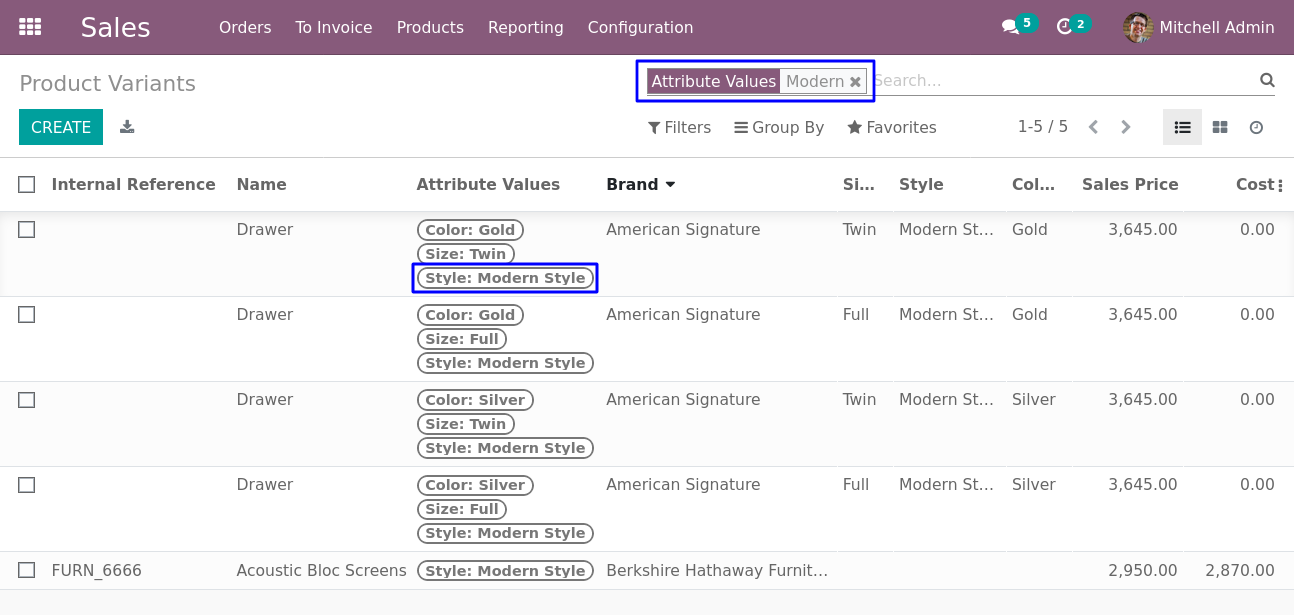 Sales Orders To Invoice Products Reporting Configuration 5 2 Mitchell Admin
Product Variants Attribute Values Modern Search...
CREATE Filters Group By Favorites 1-5 / 5
Internal Reference Name Attribute Values Brand Si... Style Col... Sales Price Cost
Drawer Color: Gold American Signature Twin Modern St... Gold 3,645.00 0.00
Size: Twin
Style: Modern Style
Drawer Color: Gold American Signature Full Modern St... Gold 3,645.00 0.00
Size: Full
Style: Modern Style
Drawer Color: Silver American Signature Twin Modern St... Silver 3,645.00 0.00
Size: Twin
Style: Modern Style
Drawer Color: Silver American Signature Full Modern St... Silver 3,645.00 0.00
Size: Full
Style: Modern Style
FURN_6666 Acoustic Bloc Screens Style: Modern Style Berkshire Hathaway Furnit... 2,950.00 2,870.00